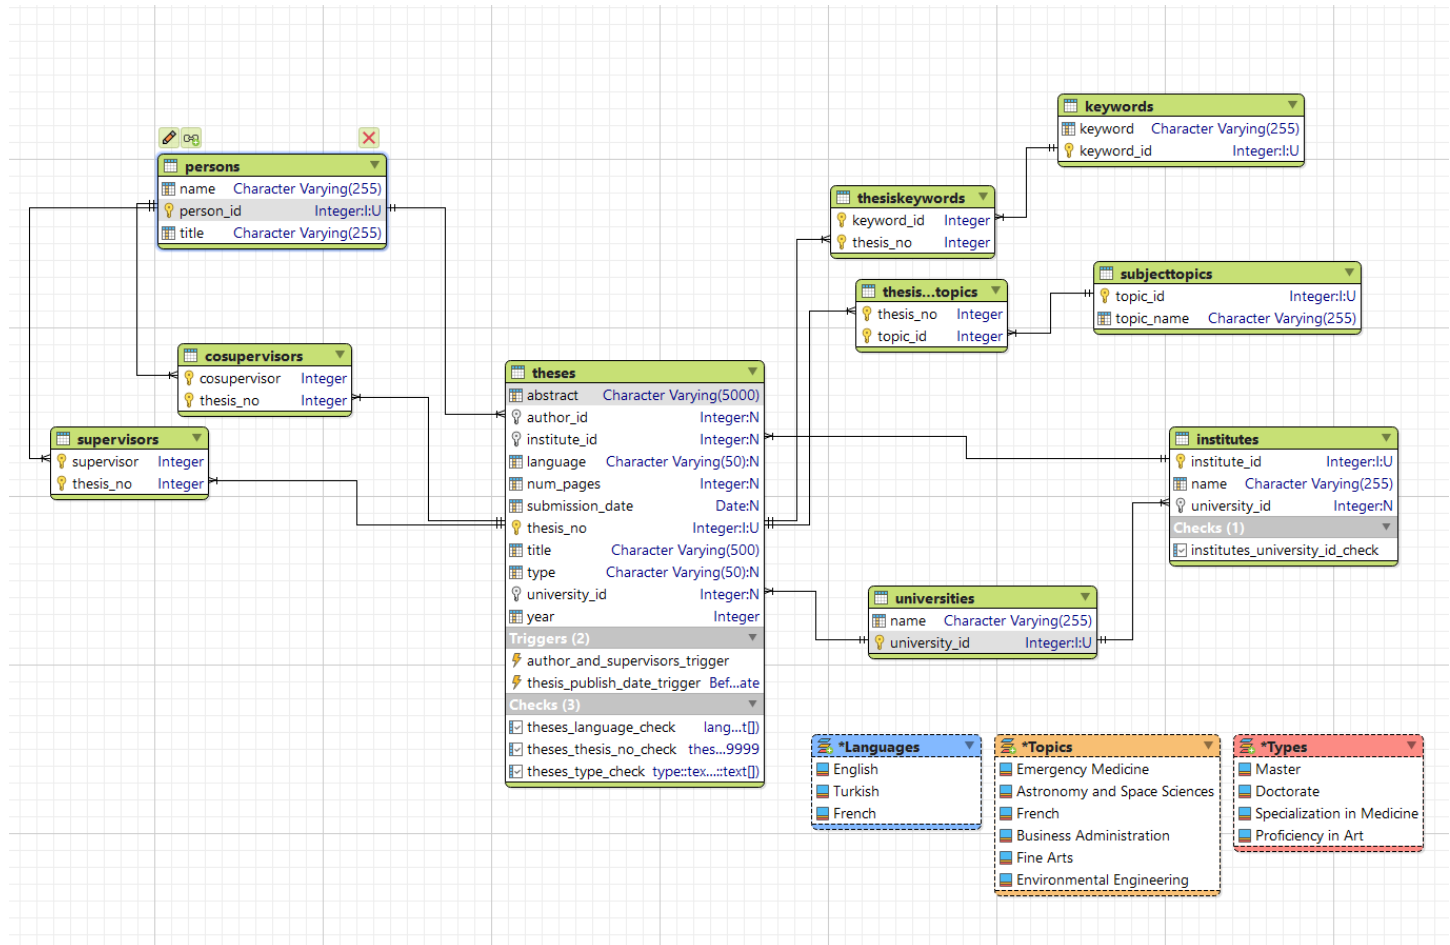 keywords
keyword Character Varying(255)
keyword_id Integer:I:U
persons
name Character Varying(255)
person_id Integer:I:U
title Character Varying(255)
thesiskeywords
keyword_id Integer
thesis_no Integer
subjecttopics
topic_id Integer:I:U
topic_name Character Varying(255)
thesis...topics
thesis_no Integer
topic_id Integer
cosupervisors
cosupervisor Integer
thesis_no Integer
supervisors
supervisor Integer
thesis_no Integer
theses
abstract Character Varying(5000)
author_id Integer:N
institute_id Integer:N
language Character Varying(50):N
num_pages Integer:N
submission_date Date:N
thesis_no Integer:I:U
title Character Varying(500)
type Character Varying(50):N
university_id Integer:N
year Integer
Triggers (2)
author_and_supervisors_trigger
thesis_publish_date_trigger Bef...ate
Checks (3)
theses_language_check lang...t[])
theses_thesis_no_check thes...9999
theses_type_check type::tex...::text[])
institutes
institute_id Integer:I:U
name Character Varying(255)
university_id Integer:N
Checks (1)
institutes_university_id_check
universities
name Character Varying(255)
university_id Integer:I:U
*Languages
English
Turkish
French
*Topics
Emergency Medicine
Astronomy and Space Sciences
French
Business Administration
Fine Arts
Environmental Engineering
*Types
Master
Doctorate
Specialization in Medicine
Proficiency in Art